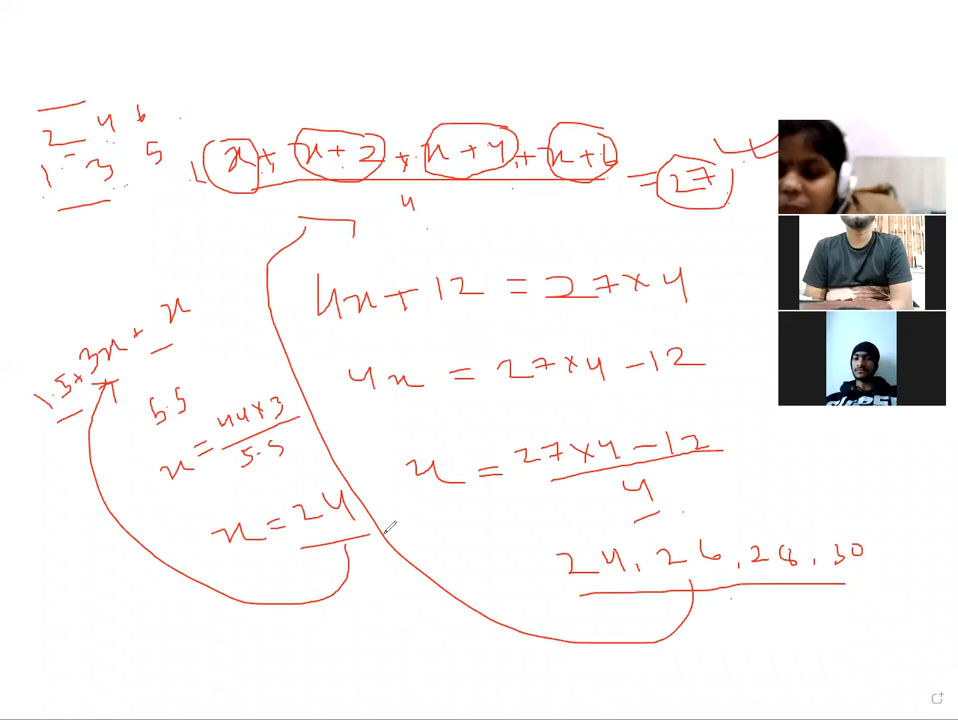 2 4 6
1 3 5
x + x+2 + x+4 + x+6 = 27
4
4x + 12 = 27 x 4
4x = 27 x 4 - 12
x = 27 x 4 - 12
4
24, 26, 28, 30
1.5x 3x + x
5.5
x = 44 x 3
5.5
x = 24